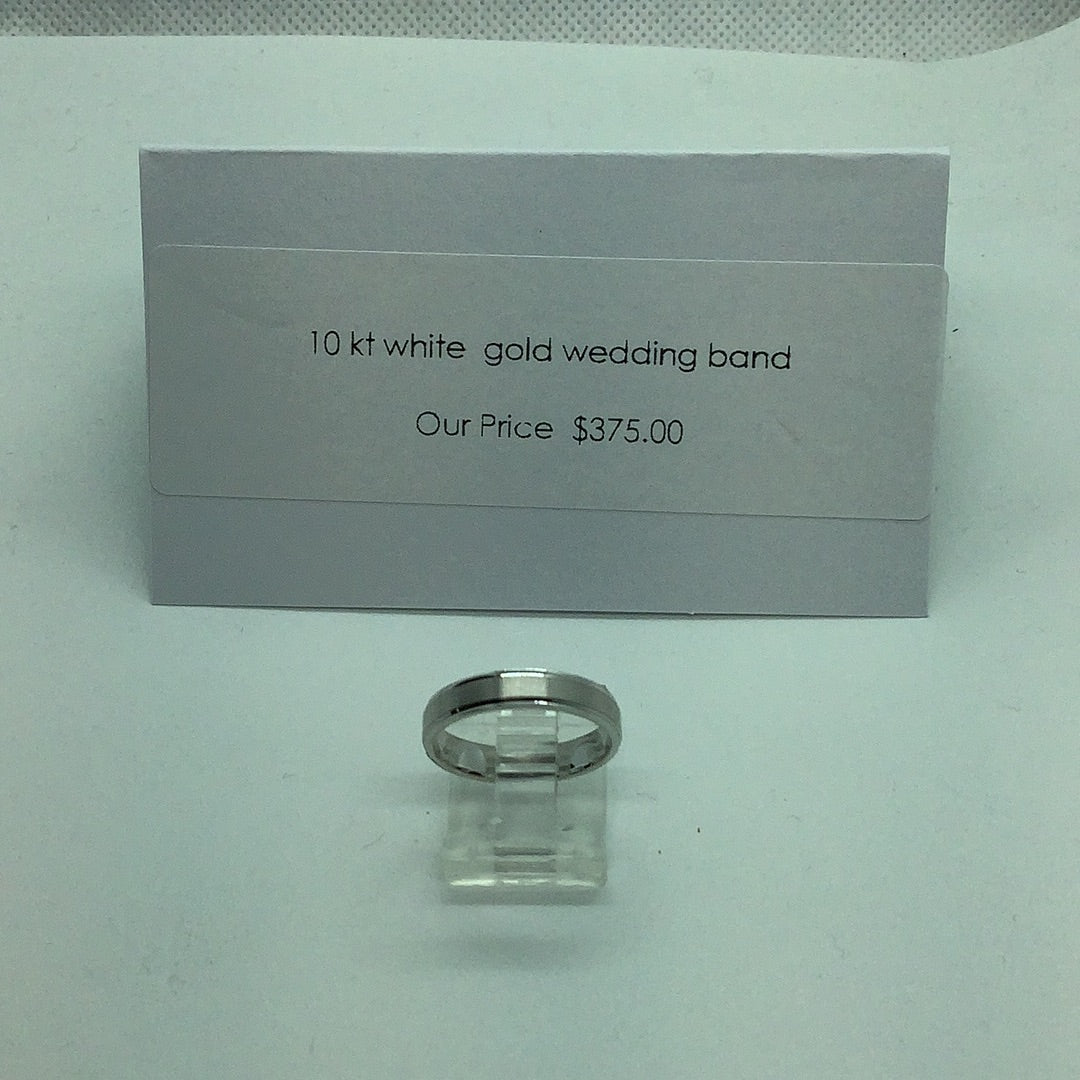 10 kt white gold wedding band
Our Price $375.00